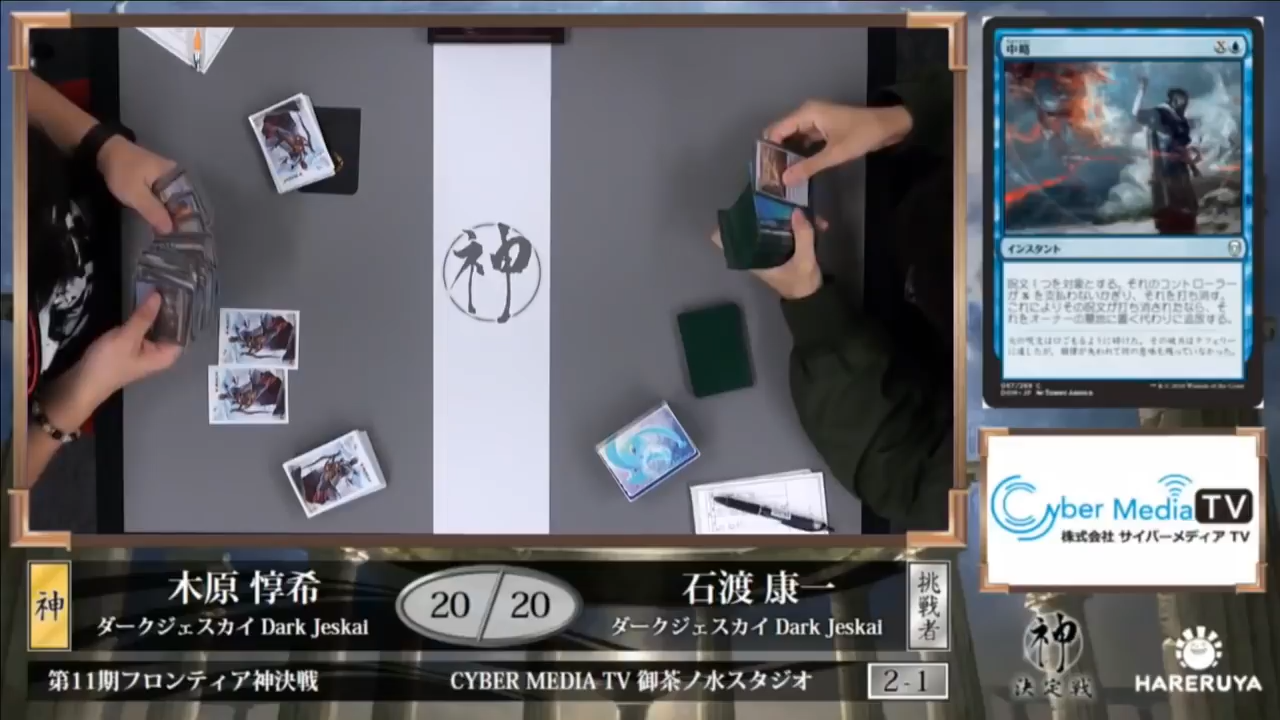 中略
X
インスタント
呪文1つを対象とする。それのコントローラー
がXを支払わないかぎり、それを打ち消す。
これによりその呪文が打ち消されたなら、そ
れをオーナーの墓地に置く代わりに追放する。
神
Cyber Media TV
株式会社 サイバーメディア TV
神
木原 惇希
ダークジェスカイ Dark Jeskai
20 / 20
石渡 康一
ダークジェスカイ Dark Jeskai
挑戦者
第11期フロンティア神決戦
CYBER MEDIA TV 御茶ノ水スタジオ
2-1
神
決定戦
HARERUYA